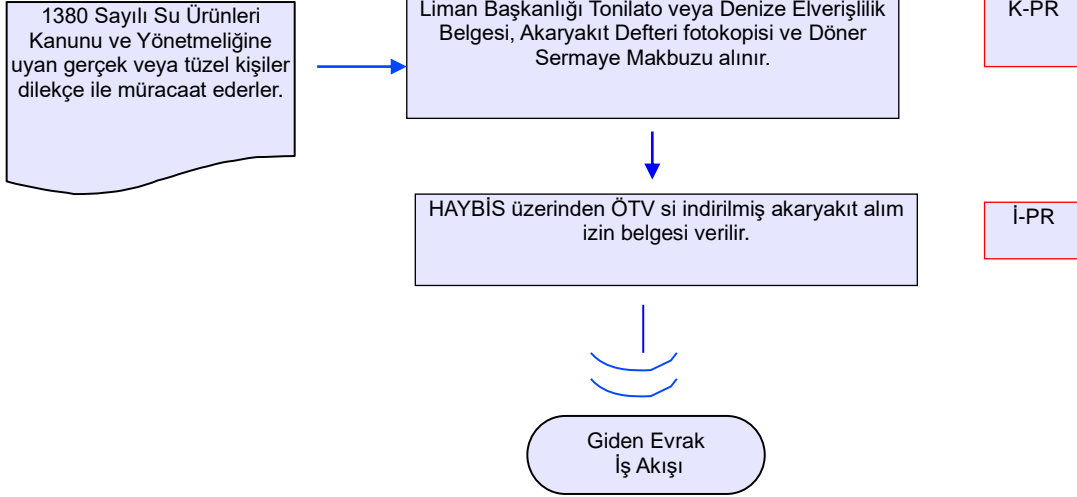 1380 Sayılı Su Ürünleri
Kanunu ve Yönetmeliğine
uyan gerçek veya tüzel kişiler
dilekçe ile müracaat ederler.
Liman Başkanlığı Tonilato veya Denize Elverişlilik
Belgesi, Akaryakıt Defteri fotokopisi ve Döner
Sermaye Makbuzu alınır.
K-PR
HAYBİS üzerinden ÖTV si indirilmiş akaryakıt alım
izin belgesi verilir.
İ-PR
Giden Evrak
İş Akışı